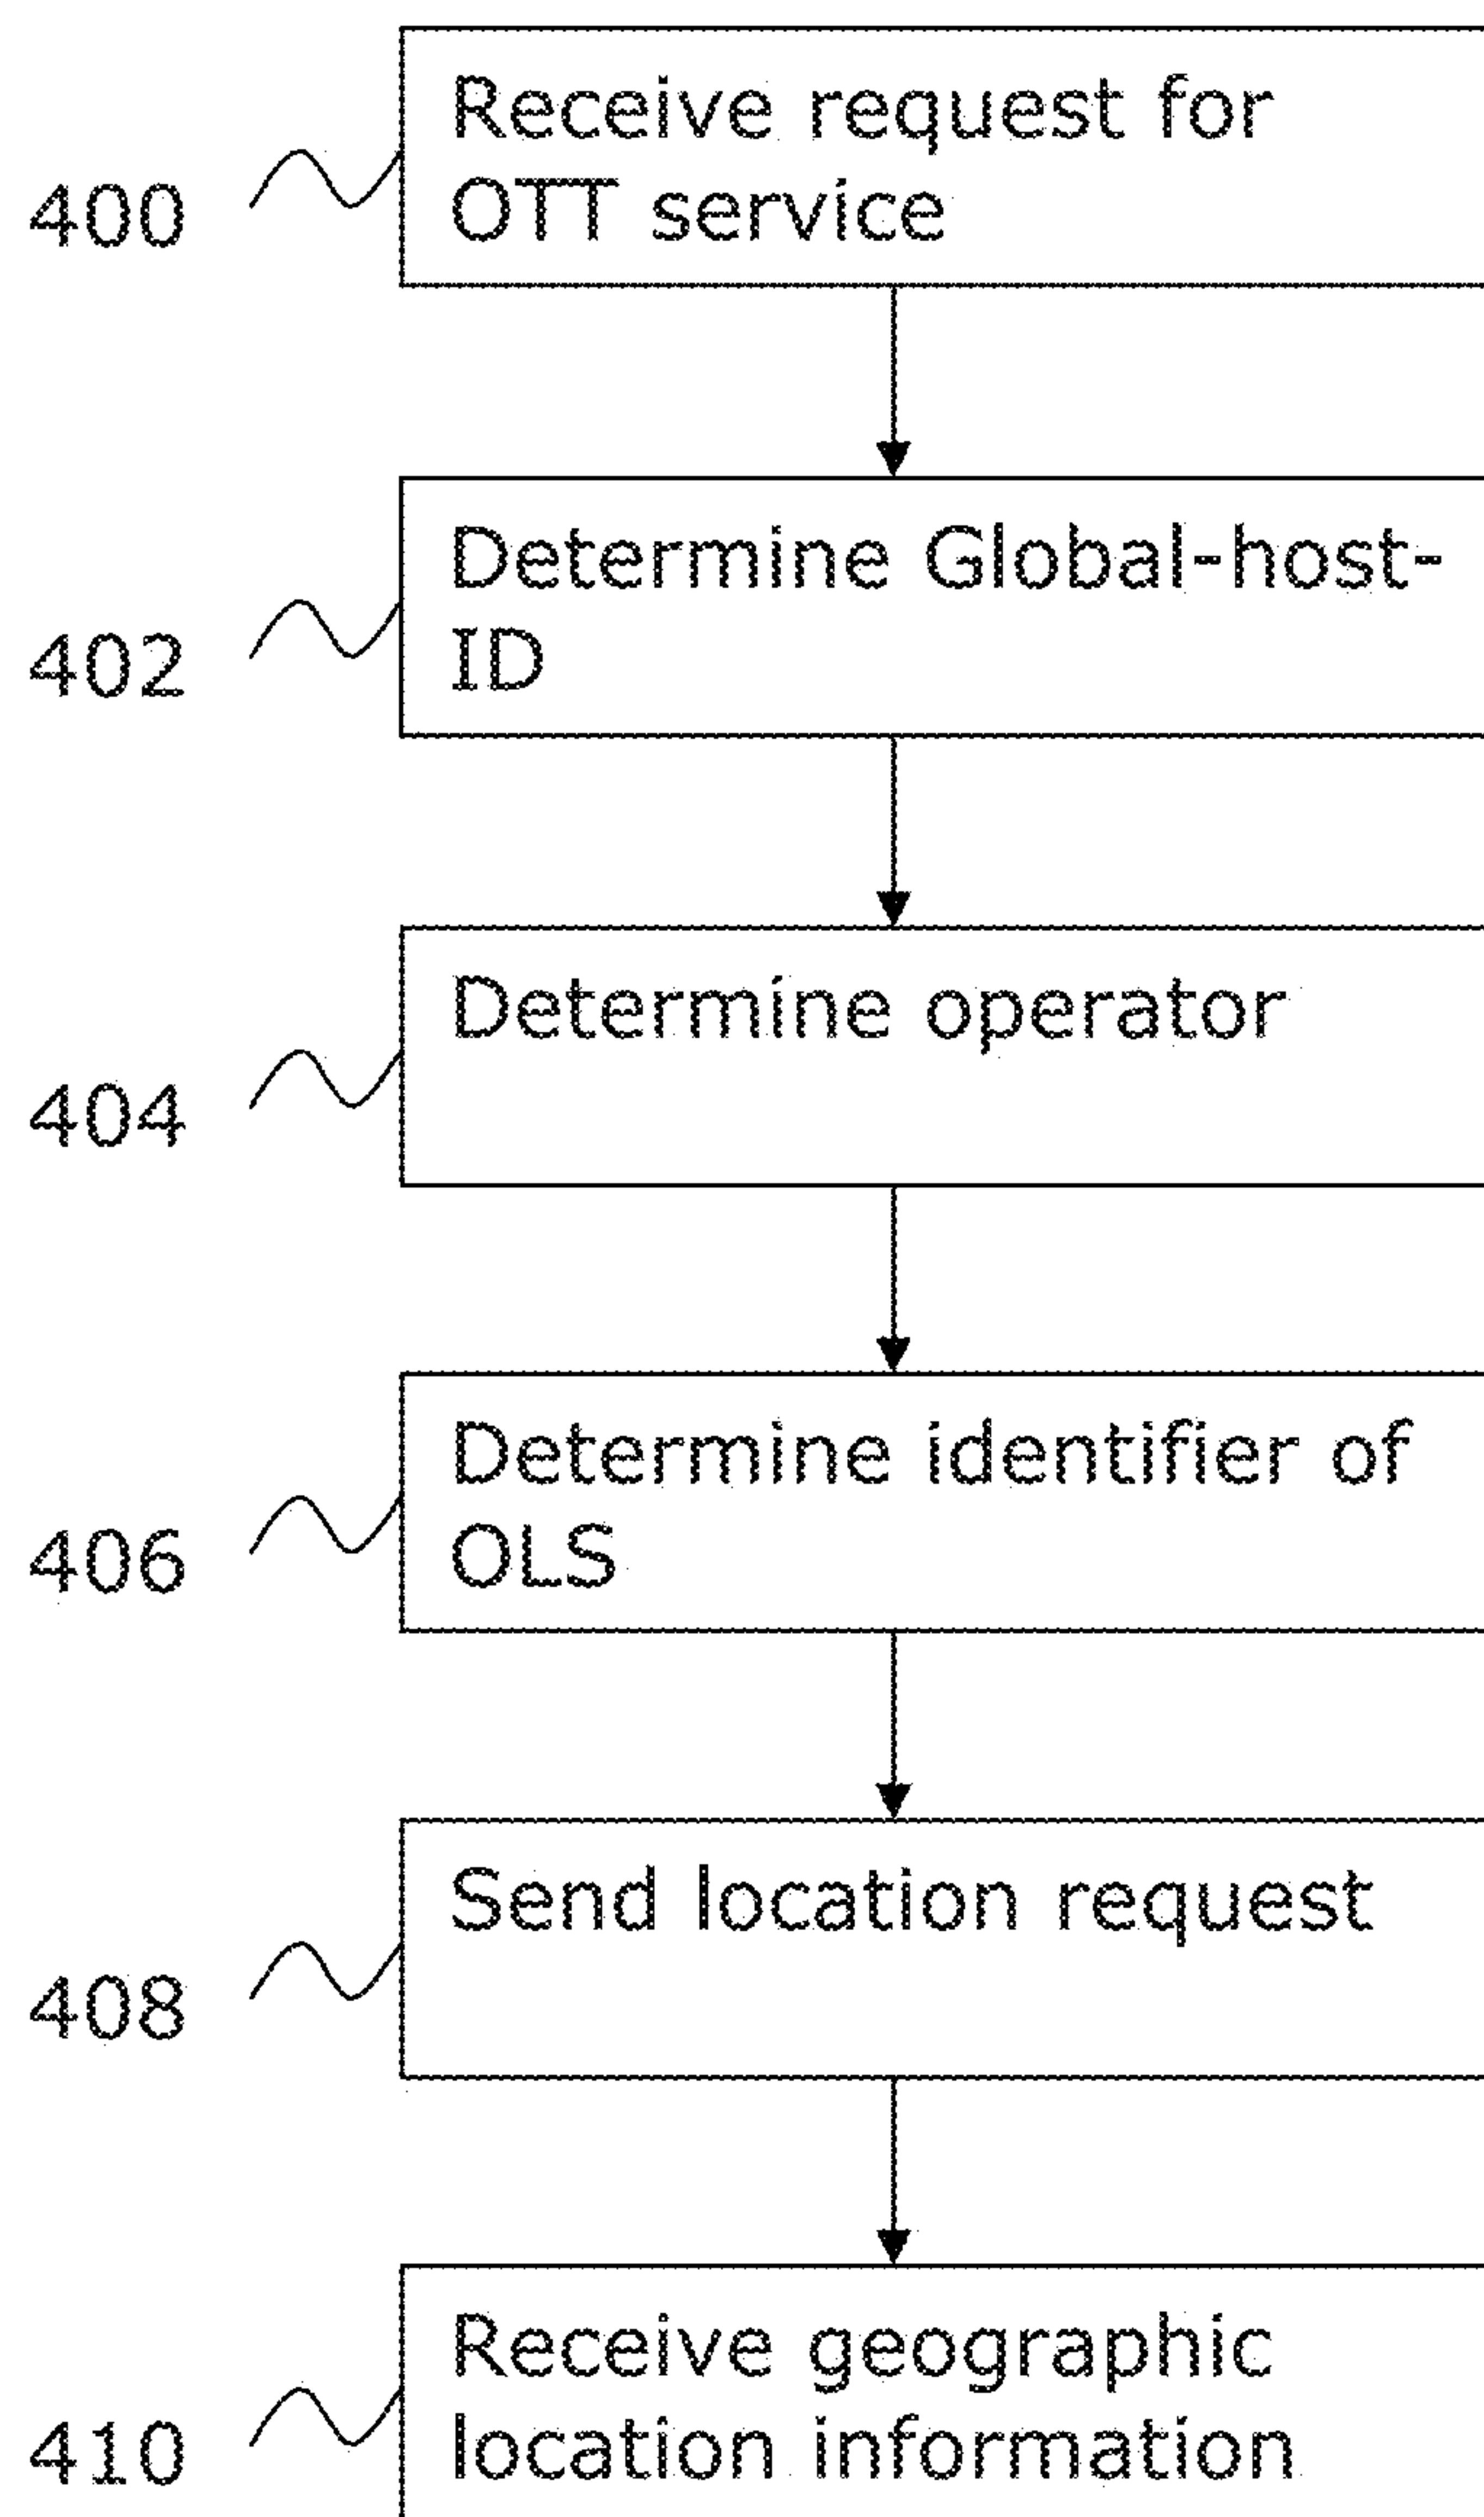 Receive request for
OTT service
400
Determine Global-host-
ID
402
Determine operator
404
Determine identifier of
OLS
406
Send location request
408
Receive geographic
location information
410